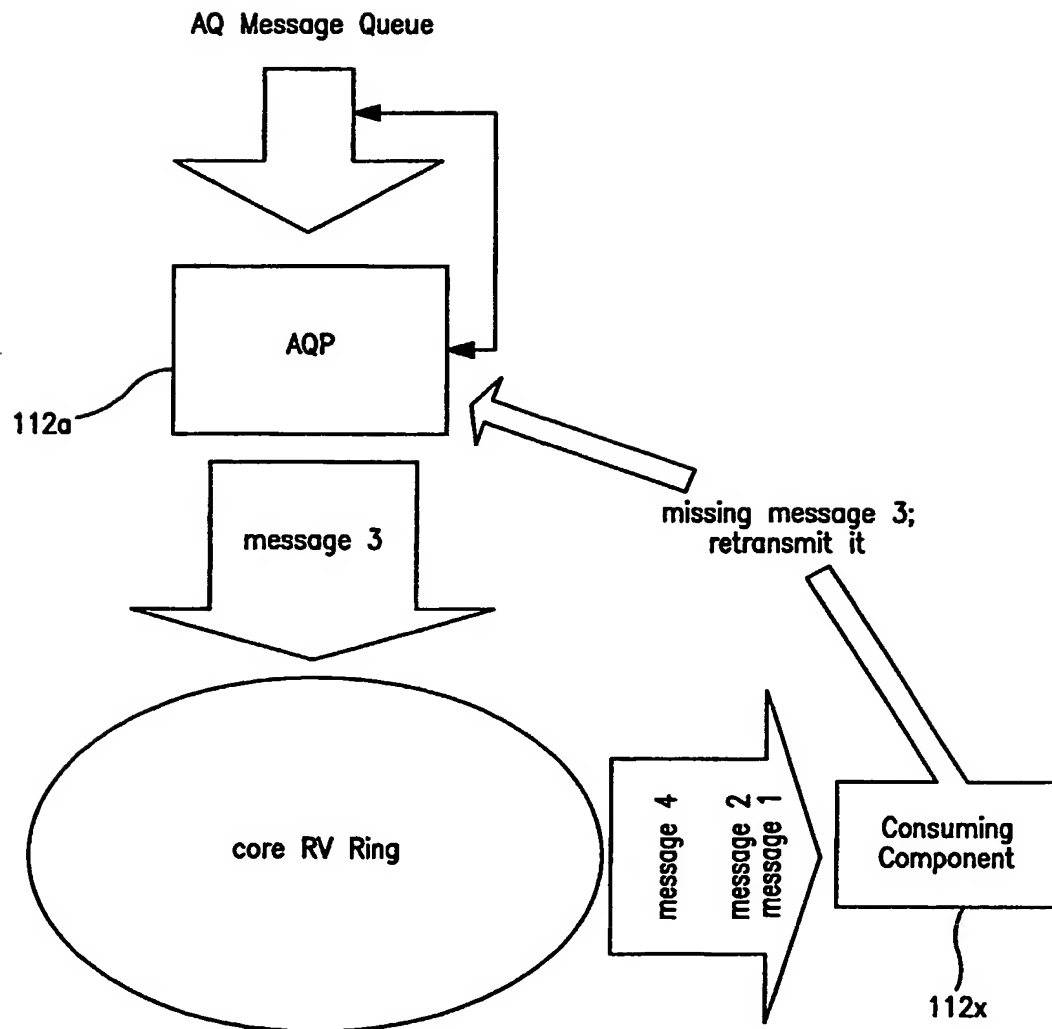 AQ Message Queue
AQP
112a
message 3
missing message 3;
retransmit it
core RV Ring
message 4
message 2
message 1
Consuming
Component
112x